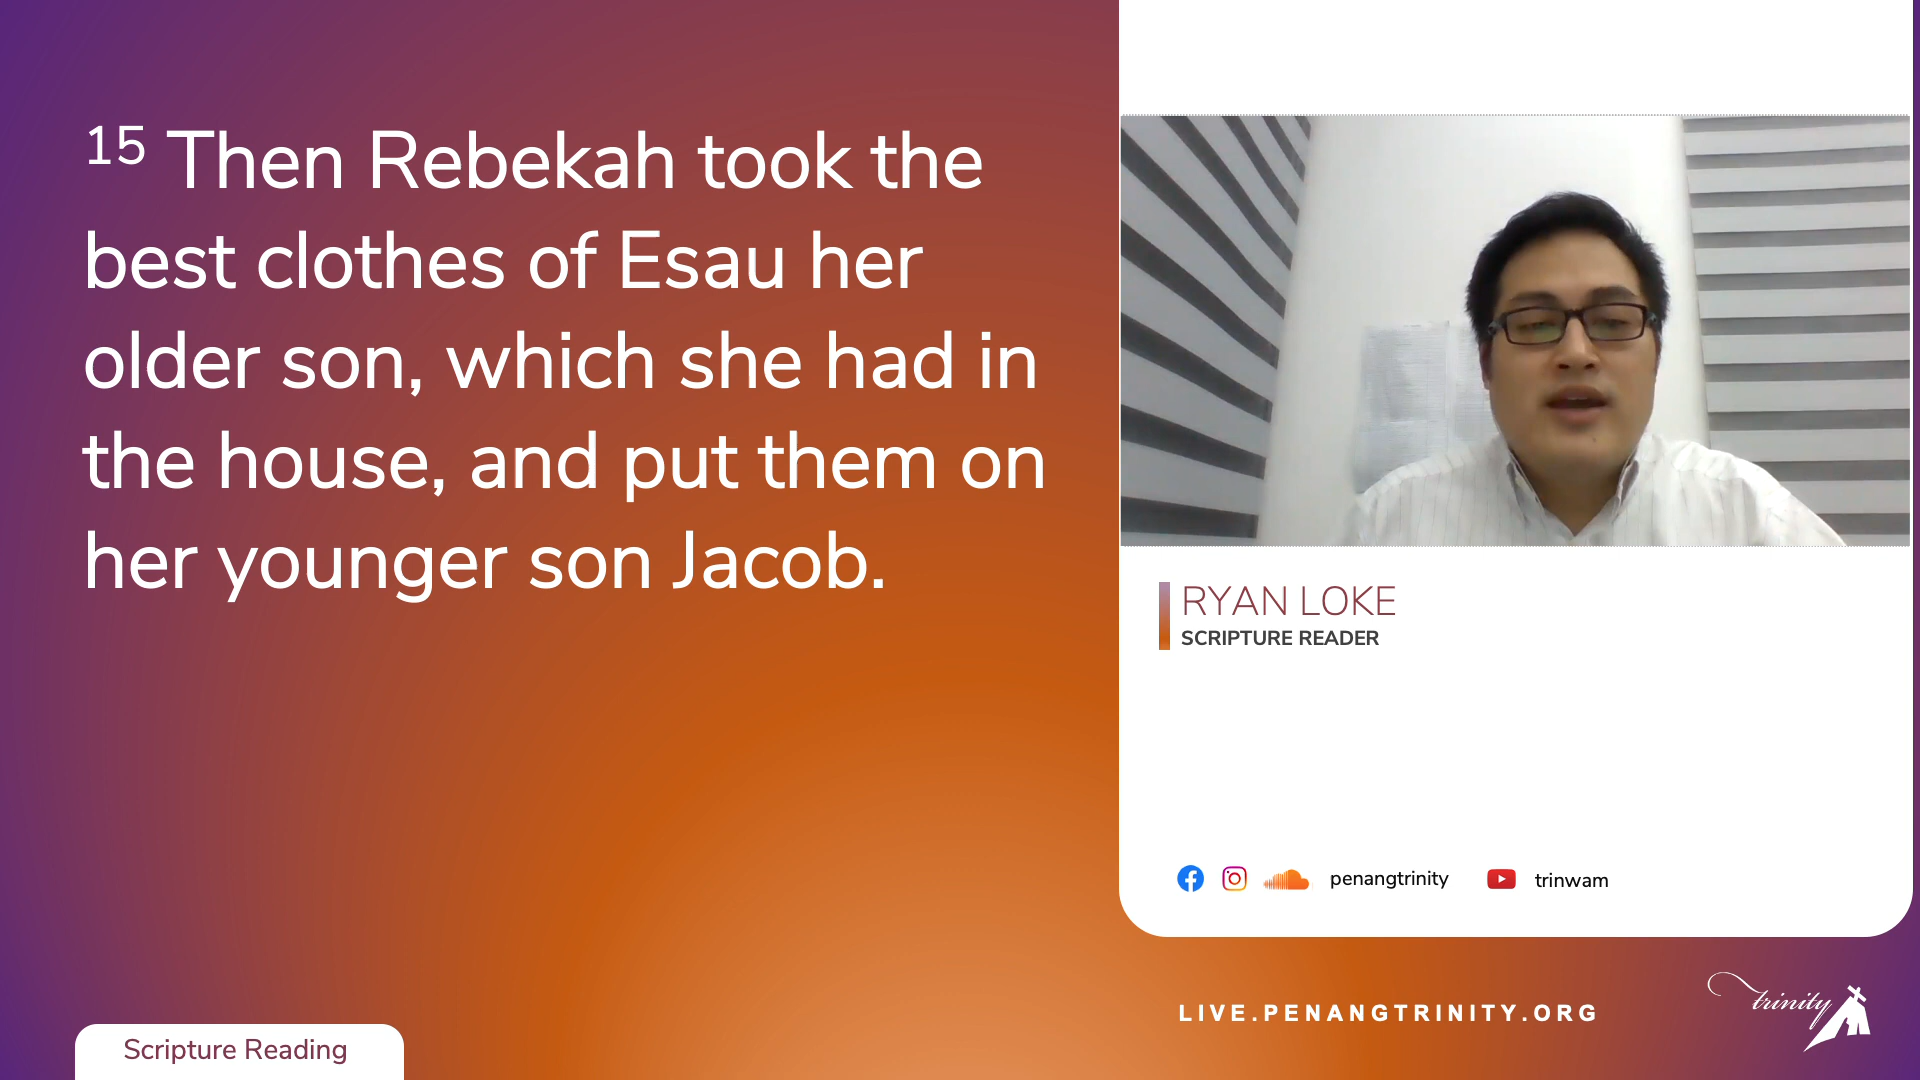 15 Then Rebekah took the
best clothes of Esau her
older son, which she had in
the house, and put them on
her younger son Jacob.
RYAN LOKE
SCRIPTURE READER
penangtrinity
trinwam
LIVE.PENANGTRINITY.ORG
trinity
Scripture Reading